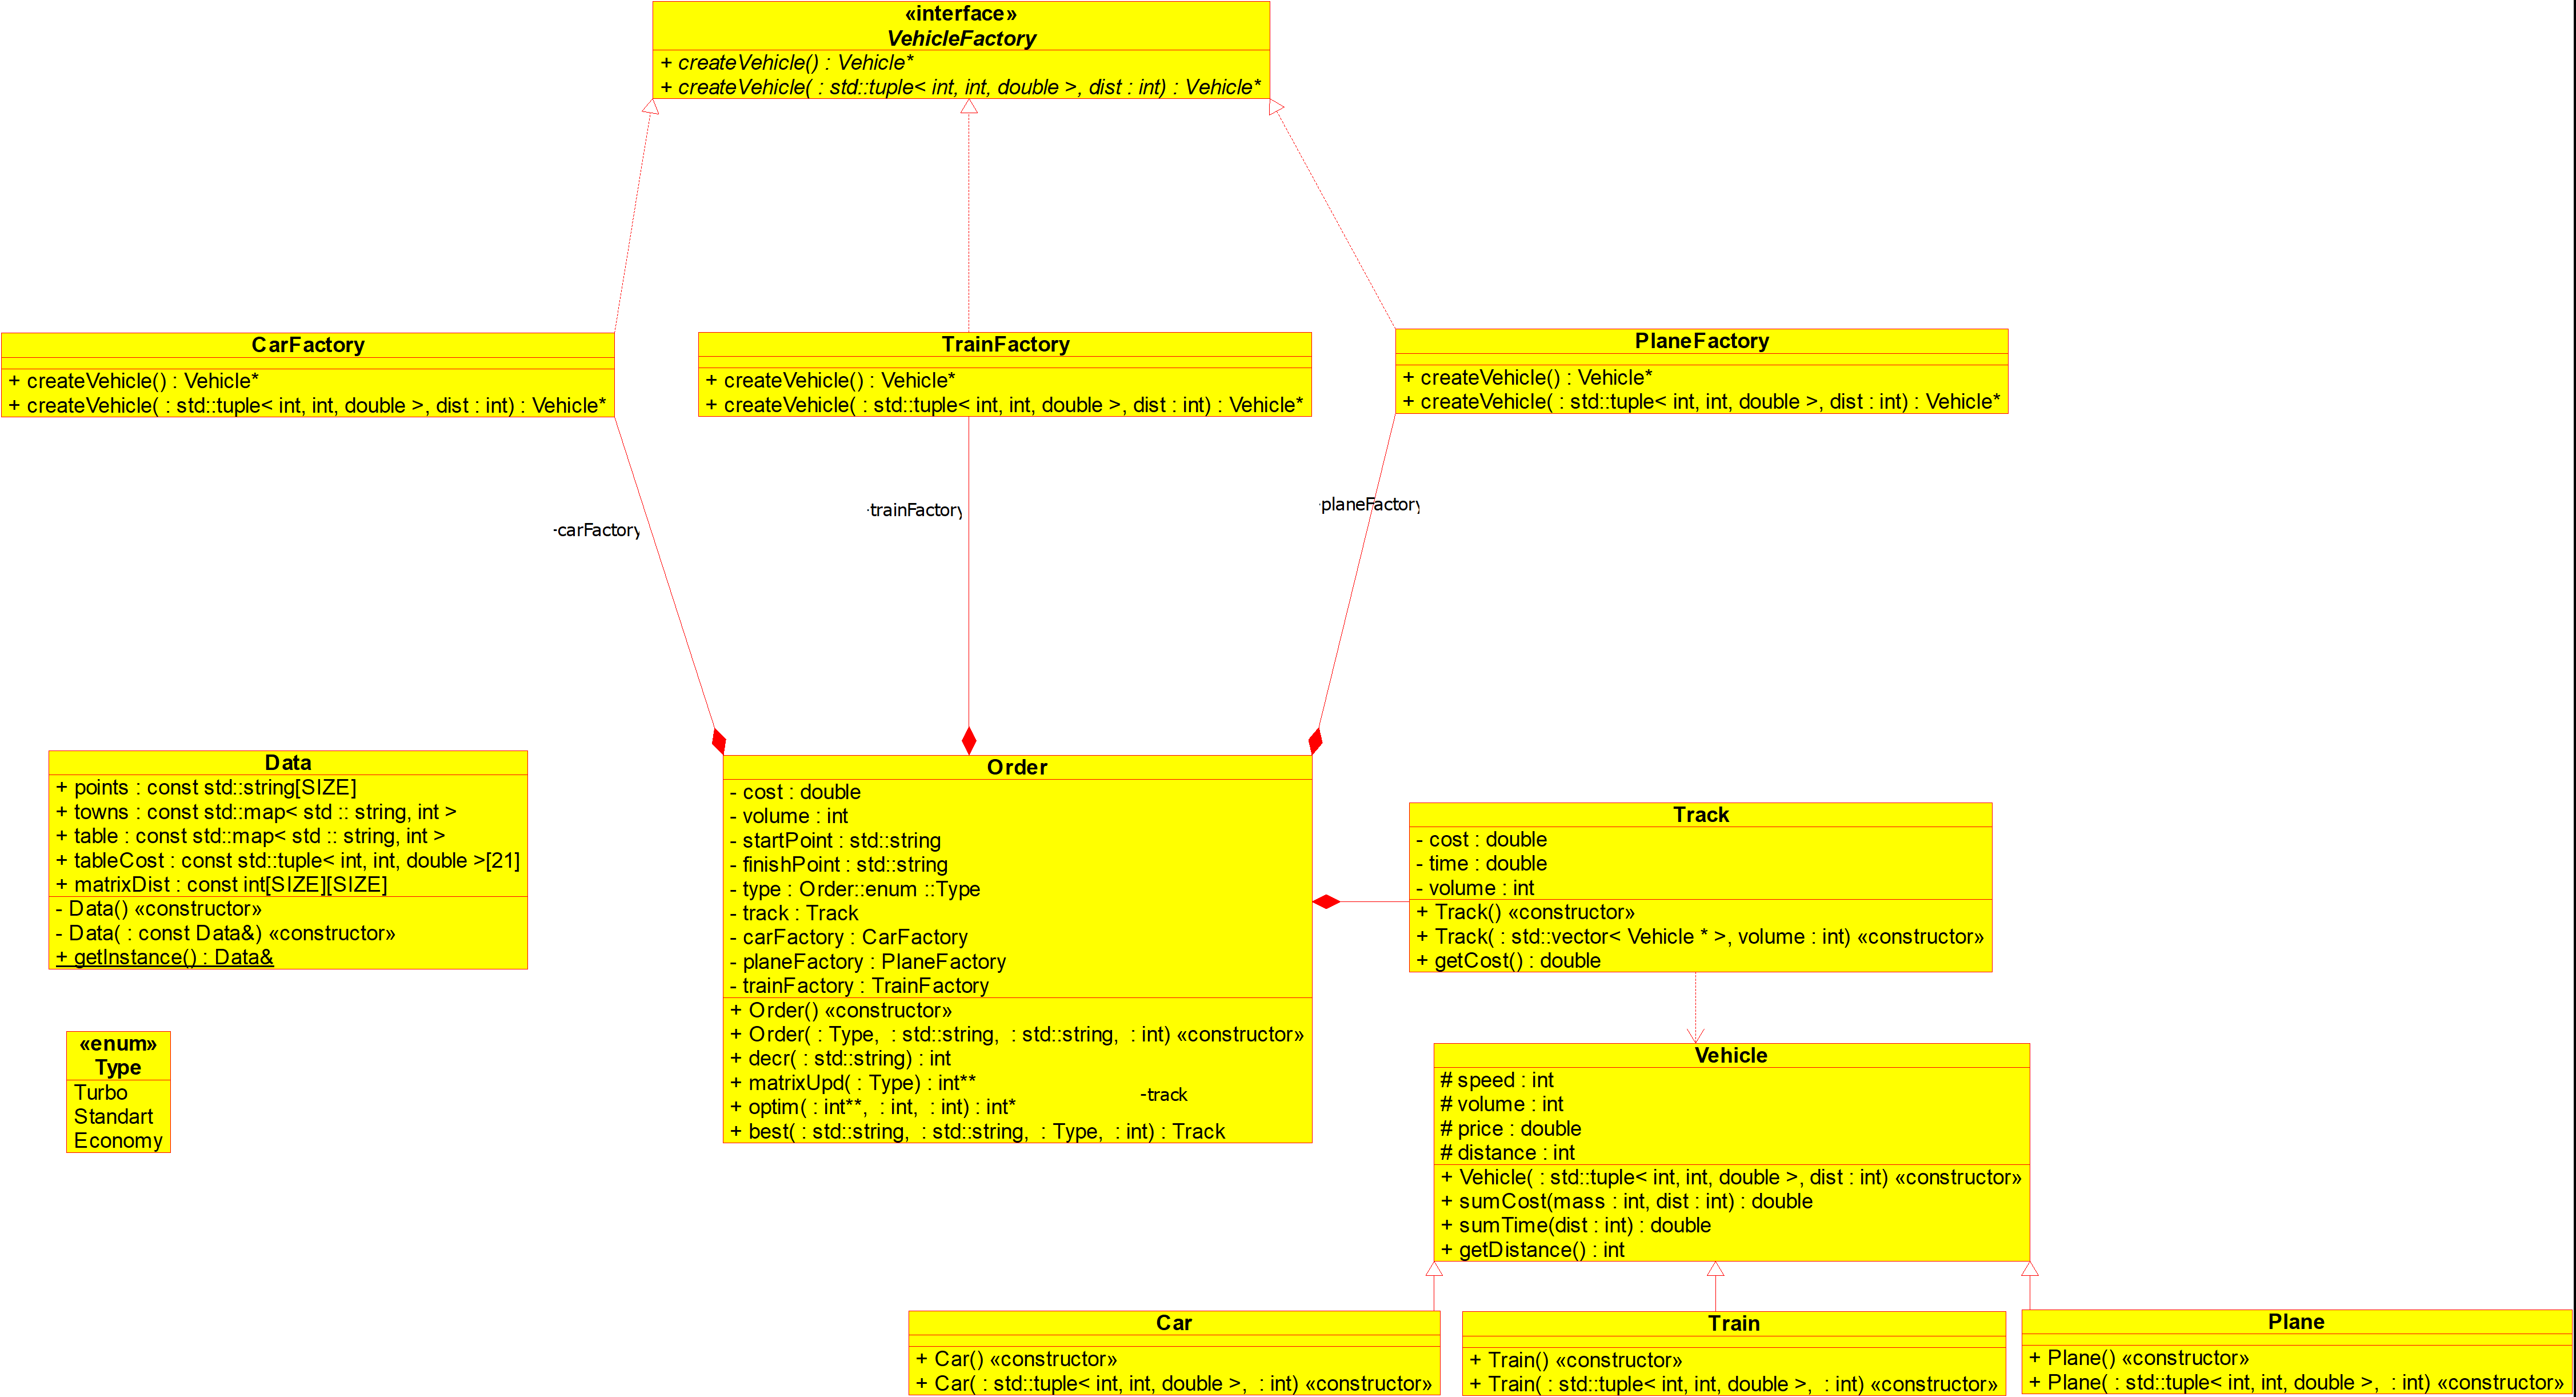 «interface»
VehicleFactory
+ createVehicle() : Vehicle*
+ createVehicle( : std::tuple< int, int, double >, dist : int) : Vehicle*
CarFactory
+ createVehicle() : Vehicle*
+ createVehicle( : std::tuple< int, int, double >, dist : int) : Vehicle*
TrainFactory
+ createVehicle() : Vehicle*
+ createVehicle( : std::tuple< int, int, double >, dist : int) : Vehicle*
PlaneFactory
+ createVehicle() : Vehicle*
+ createVehicle( : std::tuple< int, int, double >, dist : int) : Vehicle*
-carFactory
-trainFactory
-planeFactory
Data
+ points : const std::string[SIZE]
+ towns : const std::map< std :: string, int >
+ table : const std::map< std :: string, int >
+ tableCost : const std::tuple< int, int, double >[21]
+ matrixDist : const int[SIZE][SIZE]
- Data() «constructor»
- Data( : const Data&) «constructor»
+ getInstance() : Data&
«enum»
Type
Turbo
Standart
Economy
Order
- cost : double
- volume : int
- startPoint : std::string
- finishPoint : std::string
- type : Order::enum ::Type
- track : Track
- carFactory : CarFactory
- planeFactory : PlaneFactory
- trainFactory : TrainFactory
+ Order() «constructor»
+ Order( : Type,  : std::string,  : std::string,  : int) «constructor»
+ decr( : std::string) : int
+ matrixUpd( : Type) : int**
+ optim( : int**,  : int,  : int) : int*
+ best( : std::string,  : std::string,  : Type,  : int) : Track
-track
Track
- cost : double
- time : double
- volume : int
+ Track() «constructor»
+ Track( : std::vector< Vehicle * >, volume : int) «constructor»
+ getCost() : double
Vehicle
# speed : int
# volume : int
# price : double
# distance : int
+ Vehicle( : std::tuple< int, int, double >, dist : int) «constructor»
+ sumCost(mass : int, dist : int) : double
+ sumTime(dist : int) : double
+ getDistance() : int
Car
+ Car() «constructor»
+ Car( : std::tuple< int, int, double >,  : int) «constructor»
Train
+ Train() «constructor»
+ Train( : std::tuple< int, int, double >,  : int) «constructor»
Plane
+ Plane() «constructor»
+ Plane( : std::tuple< int, int, double >,  : int) «constructor»